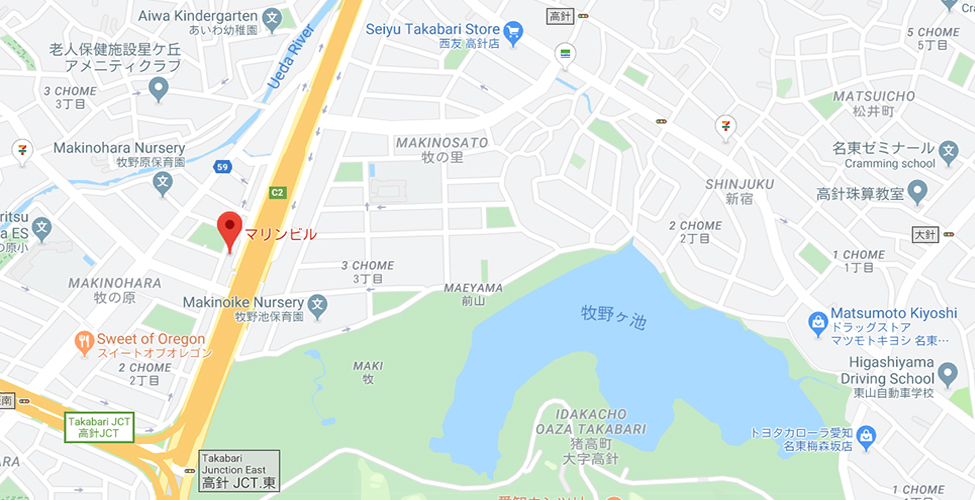 Aiwa Kindergarten
あいわ幼稚園
Ueda River
Seiyu Takabari Store
西友 高針店
高針
老人保健施設星ケ丘
アメニティクラブ
5 CHOME
5丁目
3 CHOME
3丁目
MATSUICHO
松井町
Makinohara Nursery
牧野原保育園
59
MAKINOSATO
牧の里
名東ゼミナール
Cramming school
C2
SHINJUKU
新宿
高針珠算教室
ritsu
a ES
の原小
マリンビル
2 CHOME
2丁目
大針
MAKINOHARA
牧の原
3 CHOME
3丁目
1 CHOME
1丁目
MAEYAMA
前山
Makinoike Nursery
牧野池保育園
牧野ヶ池
Matsumoto Kiyoshi
ドラッグストア
マツモトキヨシ 名東…
Sweet of Oregon
スイートオブオレゴン
2 CHOME
2丁目
MAKI
牧
Higashiyama
Driving School
東山自動車学校
南
Takabari JCT
高針JCT
IDAKACHO
OAZA TAKABARI
猪高町
大字高針
トヨタカローラ愛知
名東梅森坂店
Takabari
Junction East
高針 JCT.東
ARA
1 CHOME
1丁目